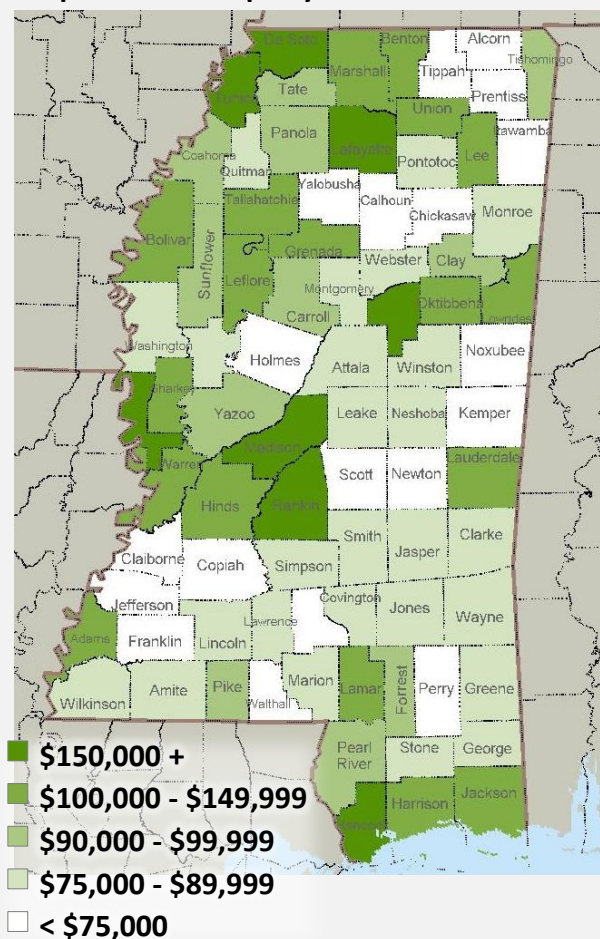 De Soto
Benton
Alcorn
Marshall
Tippah
Tishomingo
Tunica
Tate
Prentiss
Union
Panola
Lafayette
Itawamba
Coahoma
Pontotoc
Lee
Quitman
Yalobusha
Tallahatchie
Calhoun
Chickasaw
Monroe
Bolivar
Sunflower
Grenada
Webster
Clay
Leflore
Montgomery
Oktibbeha
Carroll
Lowndes
Washington
Holmes
Noxubee
Attala
Winston
Sharkey
Yazoo
Leake
Neshoba
Kemper
Madison
Warren
Lauderdale
Scott
Newton
Hinds
Rankin
Smith
Clarke
Claiborne
Copiah
Simpson
Jasper
Jefferson
Covington
Jones
Lawrence
Wayne
Adams
Franklin
Lincoln
Marion
Lamar
Forrest
Perry
Greene
Wilkinson
Amite
Pike
Walthall
Pearl
River
Stone
George
Hancock
Harrison
Jackson
$150,000 +
$100,000 - $149,999
$90,000 - $99,999
$75,000 - $89,999
< $75,000